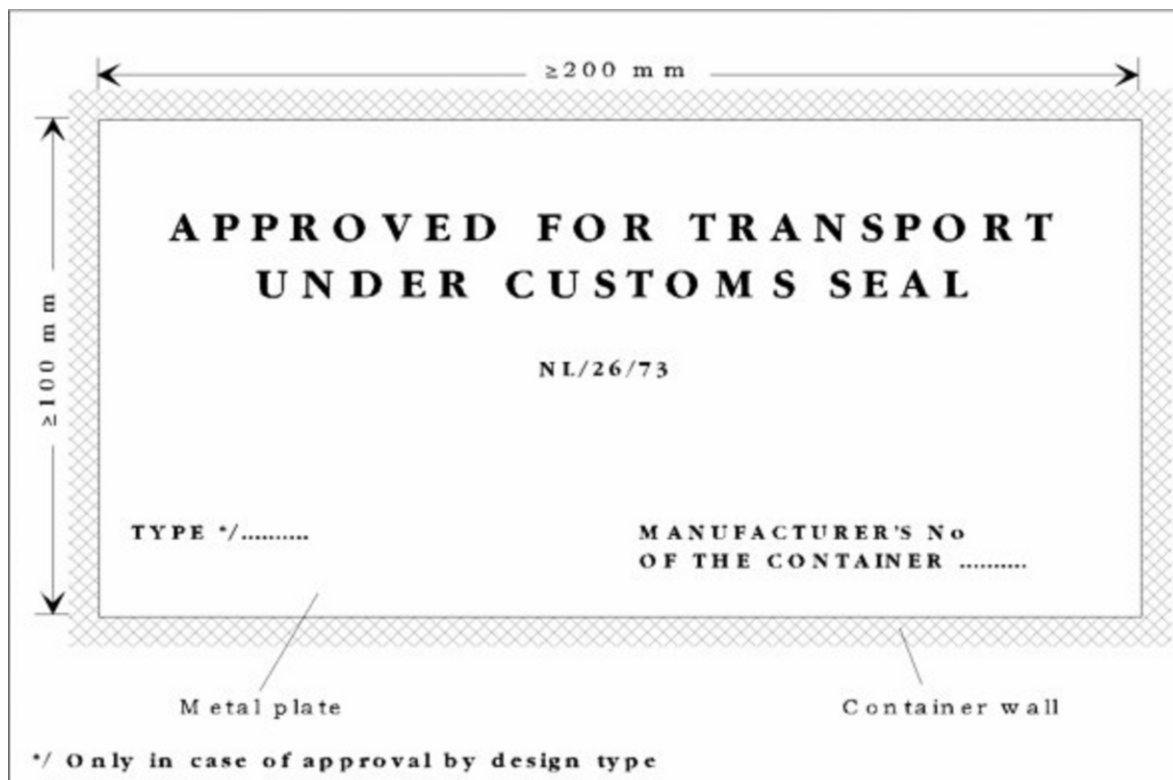 ≥200 mm
≥100 mm
APPROVED FOR TRANSPORT
UNDER CUSTOMS SEAL
NL/26/73
TYPE */..........
MANUFACTURER'S No
OF THE CONTAINER ..........
Metal plate
Container wall
*/ Only in case of approval by design type